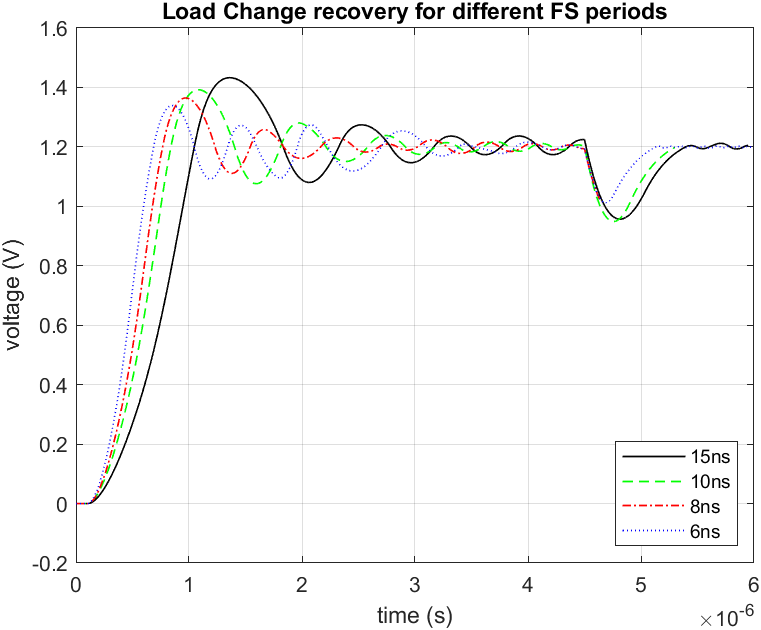 Load Change recovery for different FS periods
1.6
1.4
1.2
1
0.8
0.6
0.4
0.2
0
-0.2
voltage (V)
15ns
10ns
8ns
6ns
0 1 2 3 4 5 6
time (s)
×10⁻⁶